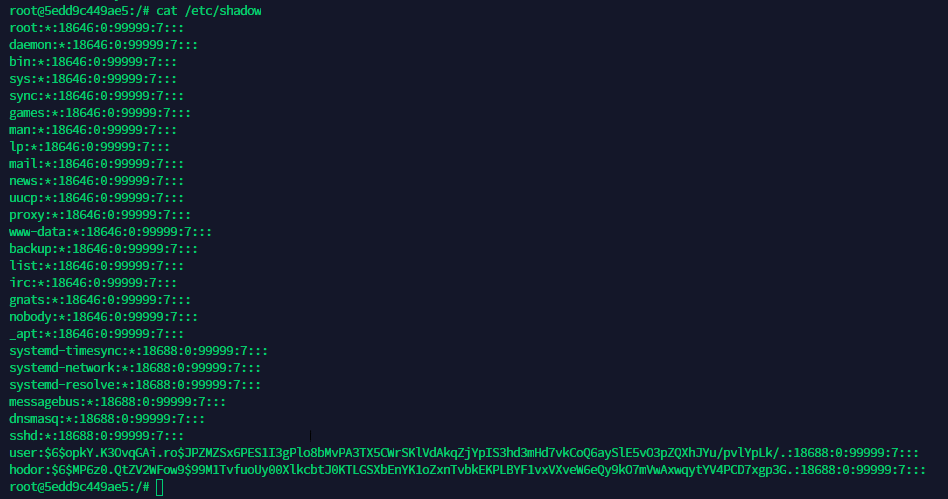 root@5edd9c449ae5:/# cat /etc/shadow
root:*:18646:0:99999:7:::
daemon:*:18646:0:99999:7:::
bin:*:18646:0:99999:7:::
sys:*:18646:0:99999:7:::
sync:*:18646:0:99999:7:::
games:*:18646:0:99999:7:::
man:*:18646:0:99999:7:::
lp:*:18646:0:99999:7:::
mail:*:18646:0:99999:7:::
news:*:18646:0:99999:7:::
uucp:*:18646:0:99999:7:::
proxy:*:18646:0:99999:7:::
www-data:*:18646:0:99999:7:::
backup:*:18646:0:99999:7:::
list:*:18646:0:99999:7:::
irc:*:18646:0:99999:7:::
gnats:*:18646:0:99999:7:::
nobody:*:18646:0:99999:7:::
_apt:*:18646:0:99999:7:::
systemd-timesync:*:18688:0:99999:7:::
systemd-network:*:18688:0:99999:7:::
systemd-resolve:*:18688:0:99999:7:::
messagebus:*:18688:0:99999:7:::
dnsmasq:*:18688:0:99999:7:::
sshd:*:18688:0:99999:7:::
user:$6$opkY.K3OvqGAi.ro$JPZMZSx6PES1I3gPlo8bMvPA3TX5CWrSKlVdAkqZjYpIS3hd3mHd7vkCoQ6aySlE5vO3pZQXhJYu/pvlYpLk/.:18688:0:99999:7:::
hodor:$6$MP6z0.QtZV2WFow9$99M1TvfuoUy00XlkcbtJ0KTLGSXbEnYK1oZxnTvbkEKPLBYF1vxVXveW6eQy9kO7mVwAxwqytYV4PCD7xgp3G.:18688:0:99999:7:::
root@5edd9c449ae5:/#